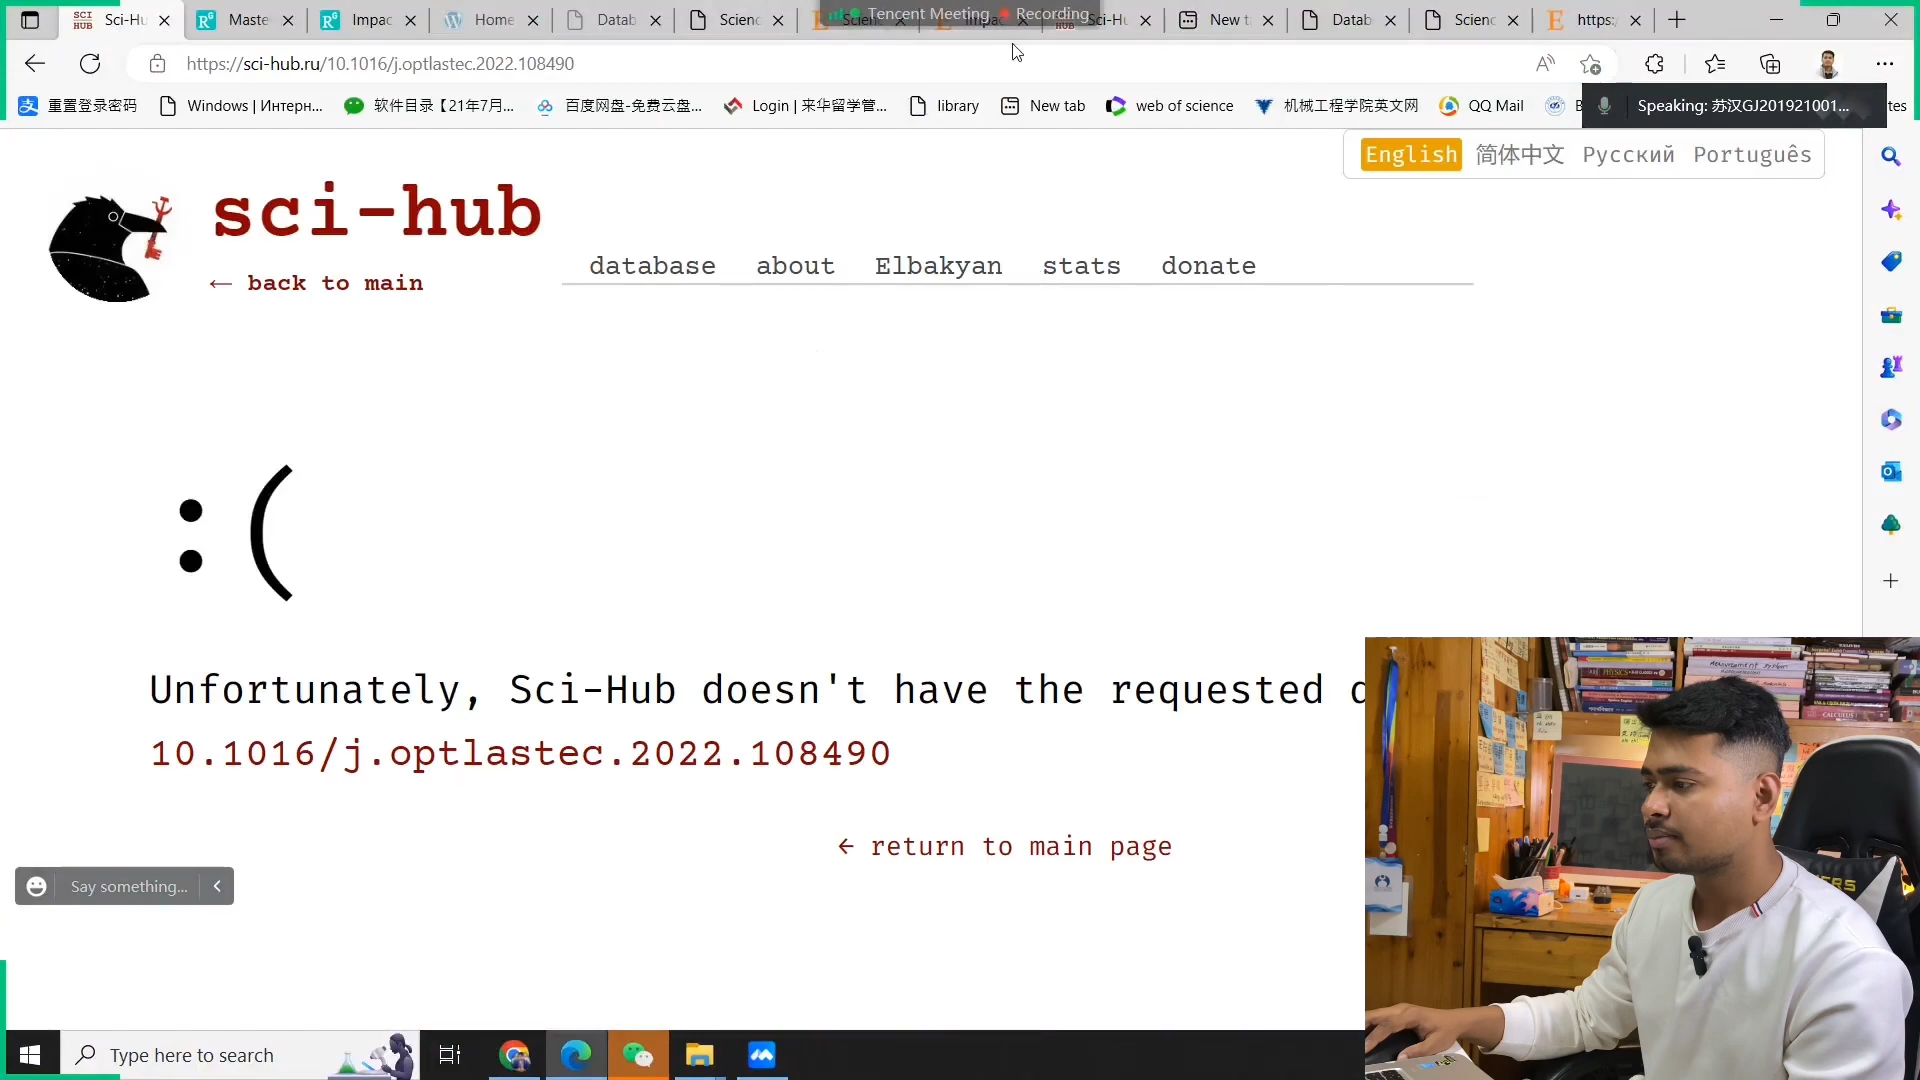 Sci-Hu
Maste
Impac
Home
Datab
Scienc
Tencent Meeting
Recording
Sci-Hu
New t
Datab
Scienc
https:/
https://sci-hub.ru/10.1016/j.optlastec.2022.108490
重置登录密码
Windows | Интерн...
软件目录【21年7月...
百度网盘-免费云盘...
Login | 来华留学管...
library
New tab
web of science
机械工程学院英文网
QQ Mail
Speaking: 苏汉GJ201921001...
tes
English 简体中文 Русский Português
sci-hub
← back to main
database about Elbakyan stats donate
:(
Unfortunately, Sci-Hub doesn't have the requested
10.1016/j.optlastec.2022.108490
← return to main page
Say something...
Type here to search
PHYSICS
CALCULUS
ERS